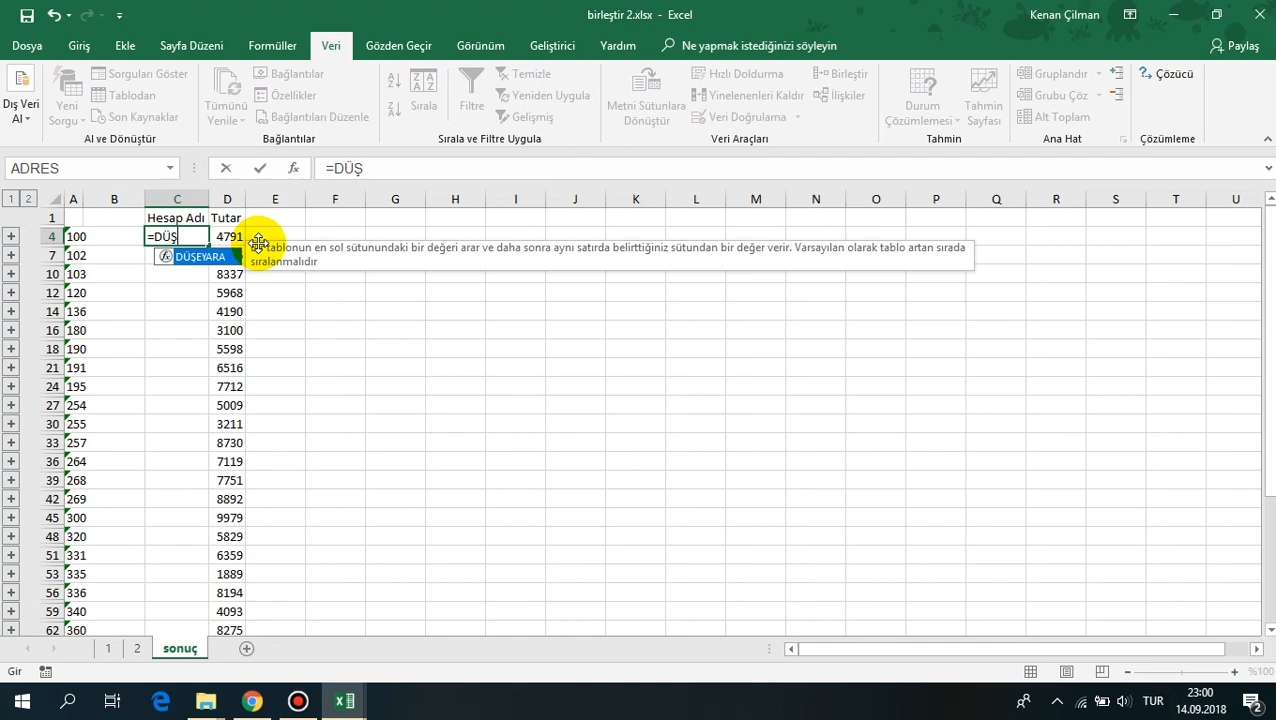 birleştir 2.xlsx - Excel
Kenan Çilman
Dosya Giriş Ekle Sayfa Düzeni Formüller Veri Gözden Geçir Görünüm Geliştirici Yardım Ne yapmak istediğinizi söyleyin Paylaş
Dış Veri Al
Yeni Sorgu
Sorguları Göster
Tablodan
Son Kaynaklar
Al ve Dönüştür
Tümünü Yenile
Bağlantılar
Özellikler
Bağlantıları Düzenle
Bağlantılar
Sırala
Filtre
Temizle
Yeniden Uygula
Gelişmiş
Sırala ve Filtre Uygula
Metni Sütunlara Dönüştür
Hızlı Doldurma
Yinelenenleri Kaldır
Veri Doğrulama
Birleştir
İlişkiler
Veri Araçları
Durum Çözümlemesi
Tahmin Sayfası
Tahmin
Gruplandır
Grubu Çöz
Alt Toplam
Ana Hat
Çözücü
Çözümleme
ADRES
=DÜŞ
1 2 A B C D E F G H I J K L M N O P Q R S T U
1 Hesap Adı Tutar
4 100 =DÜŞ 4791
DÜŞEYARA
tablonun en sol sütunundaki bir değeri arar ve daha sonra aynı satırda belirttiğiniz sütundan bir değer verir. Varsayılan olarak tablo artan sırada
sıralanmalıdır
7 102
10 103 8337
12 120 5968
14 136 4190
16 180 3100
18 190 5598
21 191 6516
24 195 7712
27 254 5009
30 255 3211
33 257 8730
36 264 7119
39 268 7751
42 269 8892
45 300 9979
48 320 5829
51 331 6359
53 335 1889
56 336 8194
59 340 4093
62 360 8275
1 2 sonuç
Gir
%100
TUR
23:00
14.09.2018
2